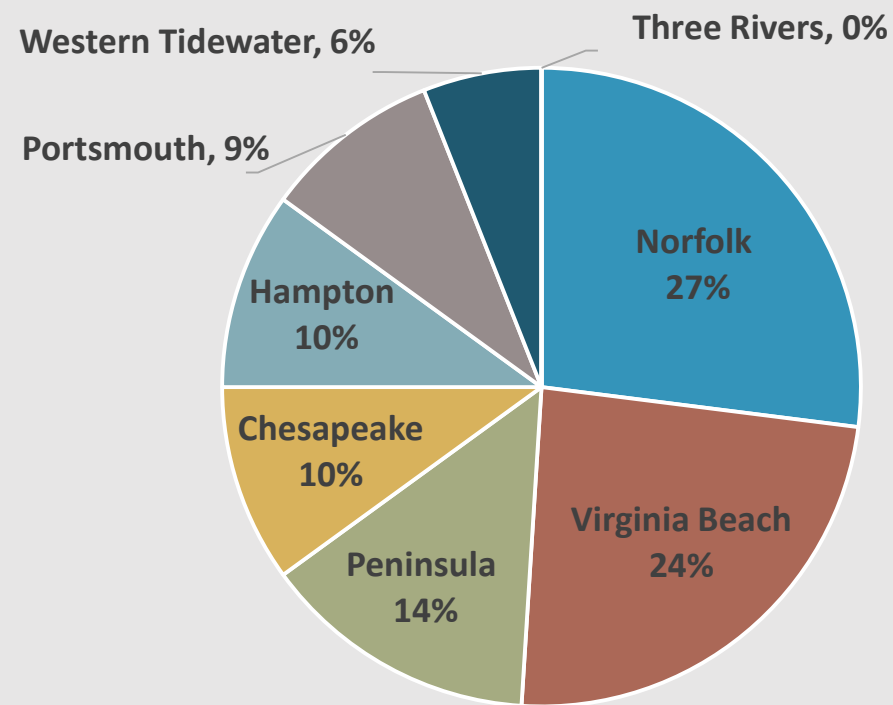 Three Rivers, 0%
Western Tidewater, 6%
Portsmouth, 9%
Norfolk
27%
Hampton
10%
Chesapeake
10%
Virginia Beach
24%
Peninsula
14%